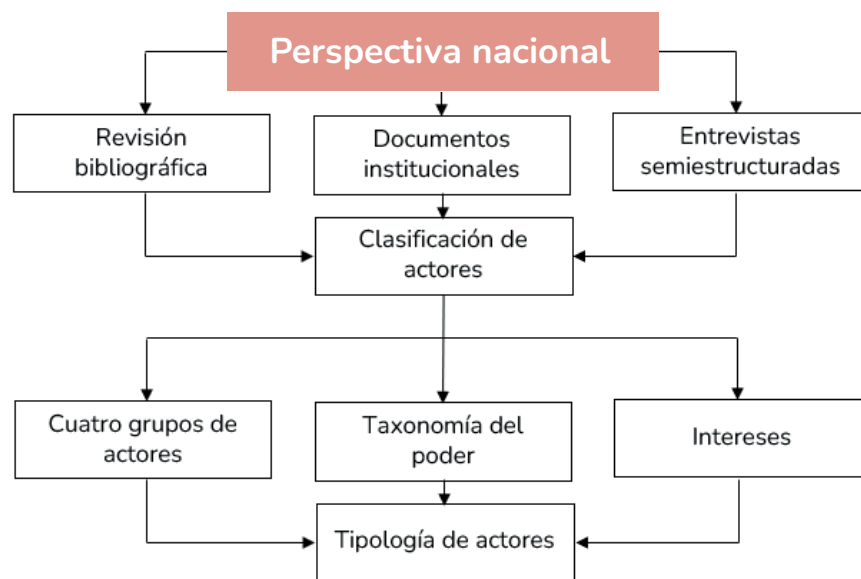 Perspectiva nacional
Revisión
bibliográfica
Documentos
institucionales
Entrevistas
semiestructuradas
Clasificación de
actores
Cuatro grupos de
actores
Taxonomía del
poder
Intereses
Tipología de actores